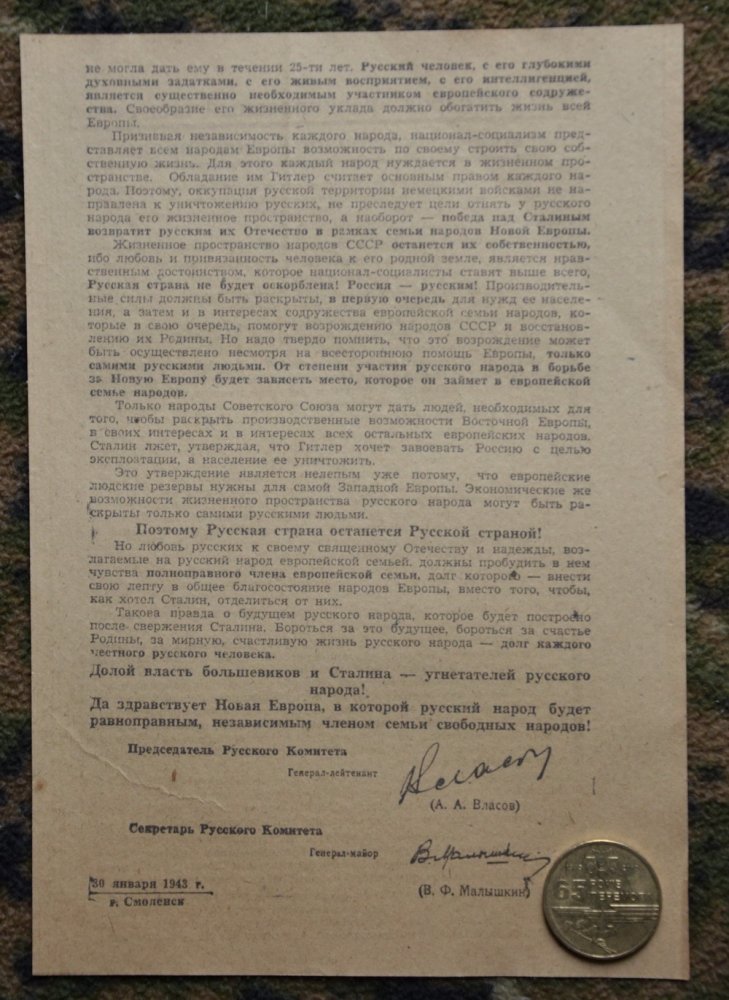 не могла дать ему в течении 25-ти лет. Русский человек, с его глубокими
духовными задатками, с его живым восприятием, с его интеллигенцией,
является существенно необходимым участником европейского содруже-
ства. Своеобразие его жизненного уклада должно обогатить жизнь всей
Европы.
Признавая независимость каждого народа, национал-социализм пред-
ставляет всем народам Европы возможность по своему строить свою соб-
ственную жизнь. Для этого каждый народ нуждается в жизненном про-
странстве. Обладание им Гитлер считает основным правом каждого на-
рода. Поэтому, оккупация русской территории немецкими войсками не на-
правлена к уничтожению русских, не преследует цели отнять у русского
народа его жизненное пространство, а наоборот — победа над Сталиным
возвратит русским их Отечество в рамках семьи народов Новой Европы.
Жизненное пространство народов СССР останется их собственностью,
ибо любовь и привязанность человека к его родной земле, является нрав-
ственным достоинством, которое национал-социалисты ставят выше всего,
Русская страна не будет оскорблена! Россия — русским! Производитель-
ные силы должны быть раскрыты, в первую очередь для нужд ее населе-
ния, а затем и в интересах содружества европейской семьи народов, ко-
торые в свою очередь, помогут возрождению народов СССР и восстанов-
лению их Родины. Но надо твердо помнить, что это возрождение может
быть осуществлено несмотря на всестороннюю помощь Европы, только
самими русскими людьми. От степени участия русского народа в борьбе
за Новую Европу будет зависеть место, которое он займет в европейской
семье народов.
Только народы Советского Союза могут дать людей, необходимых для
того, чтобы раскрыть производственные возможности Восточной Европы,
в своих интересах и в интересах всех остальных европейских народов.
Сталин лжет, утверждая, что Гитлер хочет завоевать Россию с целью
эксплоатации, а население ее уничтожить.
Это утверждение является нелепым уже потому, что европейские
людские резервы нужны для самой Западной Европы. Экономические же
возможности жизненного пространства русского народа могут быть ра-
скрыты только самими русскими людьми.
Поэтому Русская страна останется Русской страной!
Но любовь русских к своему священному Отечеству и надежды, воз-
лагаемые на русский народ европейской семьей, должны пробудить в нем
чувства полноправного члена европейской семьи, долг которого — внести
свою лепту в общее благосостояние народов Европы, вместо того, чтобы,
как хотел Сталин, отделиться от них.
Такова правда о будущем русского народа, которое будет построено
после свержения Сталина. Бороться за это будущее, бороться за счастье
Родины, за мирную, счастливую жизнь русского народа — долг каждого
честного русского человека.
Долой власть большевиков и Сталина — угнетателей русского
народа!
Да здравствует Новая Европа, в которой русский народ будет
равноправным, независимым членом семьи свободных народов!
Председатель Русского Комитета
Генерал-лейтенант
Власов
(А. А. Власов)
Секретарь Русского Комитета
Генерал-майор
В. Малышкин
(В. Ф. Малышкин)
30 января 1943 г.
г. Смоленск
65